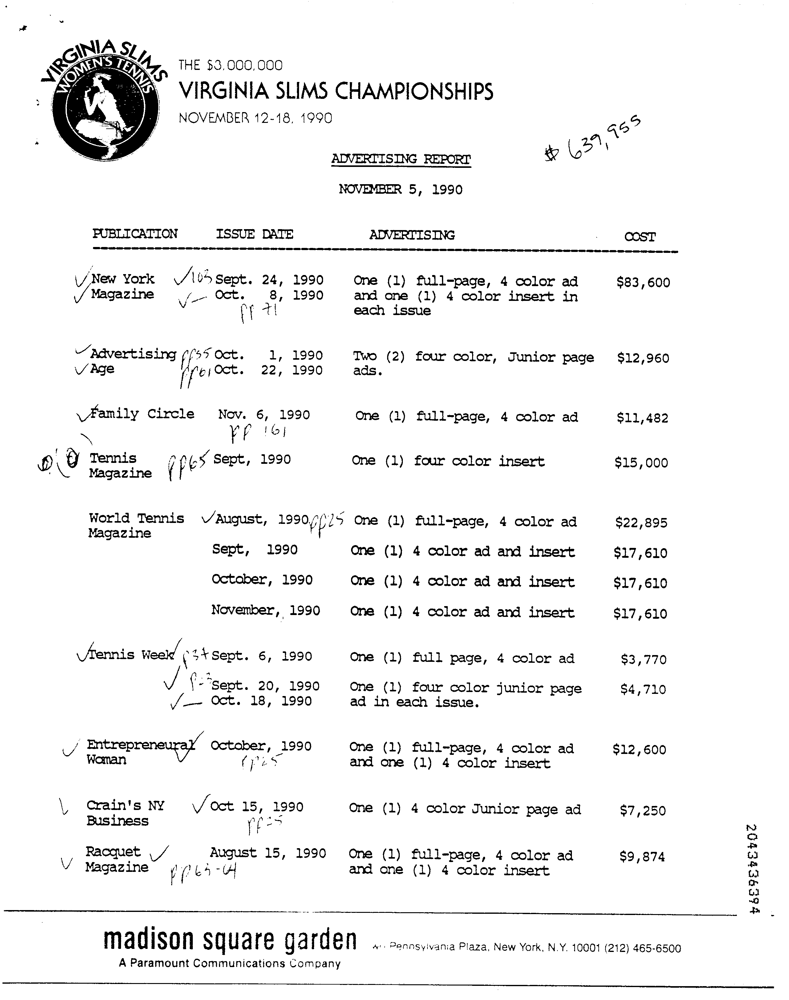 VIRGINIA SLIMS
WOMEN'S TENNIS
THE $3,000,000
VIRGINIA SLIMS CHAMPIONSHIPS
NOVEMBER 12-18, 1990
$639,955
ADVERTISING REPORT
NOVEMBER 5, 1990
PUBLICATION ISSUE DATE ADVERTISING COST
New York Sept. 24, 1990 One (1) full-page, 4 color ad $83,600
Magazine Oct. 8, 1990 and one (1) 4 color insert in
each issue
Advertising pp35 Oct. 1, 1990 Two (2) four color, Junior page $12,960
Age pp61 Oct. 22, 1990 ads.
Family Circle Nov. 6, 1990 One (1) full-page, 4 color ad $11,482
pp 161
Tennis pp65 Sept, 1990 One (1) four color insert $15,000
Magazine
World Tennis August, 1990 pp25 One (1) full-page, 4 color ad $22,895
Magazine
Sept, 1990 One (1) 4 color ad and insert $17,610
October, 1990 One (1) 4 color ad and insert $17,610
November, 1990 One (1) 4 color ad and insert $17,610
Tennis Week Sept. 6, 1990 One (1) full page, 4 color ad $3,770
Sept. 20, 1990 One (1) four color junior page $4,710
Oct. 18, 1990 ad in each issue.
Entrepreneural October, 1990 One (1) full-page, 4 color ad $12,600
Woman and one (1) 4 color insert
Crain's NY Oct 15, 1990 One (1) 4 color Junior page ad $7,250
Business
Racquet August 15, 1990 One (1) full-page, 4 color ad $9,874
Magazine and one (1) 4 color insert
2043436394
madison square garden Pennsylvania Plaza, New York, N.Y. 10001 (212) 465-6500
A Paramount Communications Company